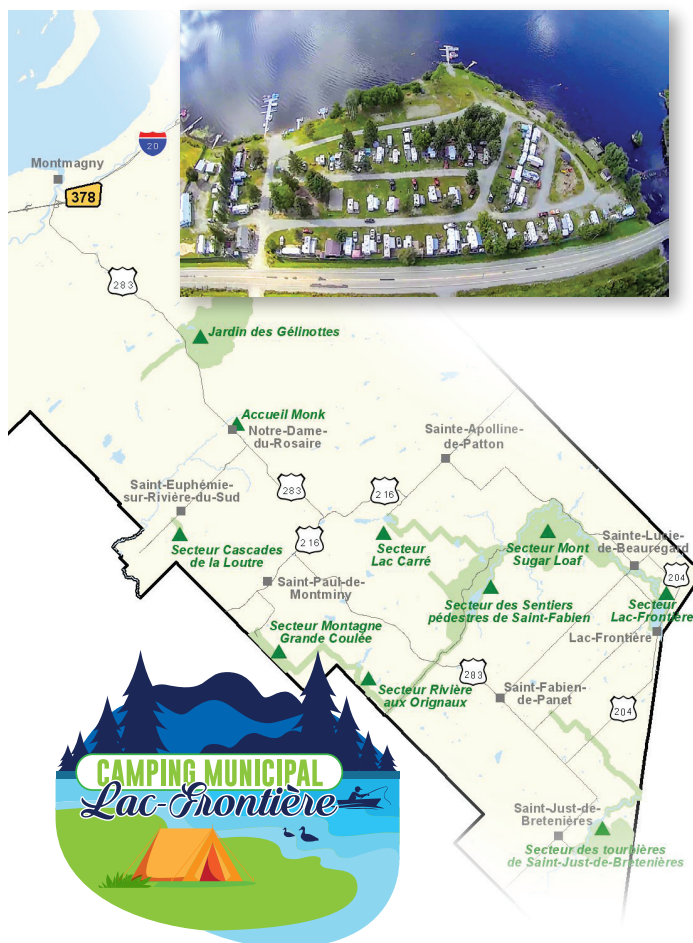 20
Montmagny
378
283
Jardin des Gélinottes
Accueil Monk
Notre-Dame-
du-Rosaire
Sainte-Apolline-
de-Patton
Saint-Euphémie-
sur-Rivière-du-Sud
283
216
216
Secteur Cascades
de la Loutre
Secteur
Lac Carré
Secteur Mont
Sugar Loaf
Sainte-Lucie-
de-Beauregard
204
Saint-Paul-de-
Montminy
Secteur des Sentiers
pédestres de Saint-Fabien
Secteur
Lac-Frontière
Lac-Frontière
Secteur Montagne
Grande Coulée
283
Secteur Rivière
aux Orignaux
Saint-Fabien-
de-Panet
204
CAMPING MUNICIPAL
Lac-Frontière
Saint-Just-de-
Bretenières
Secteur des tourbières
de Saint-Just-de-Bretenières